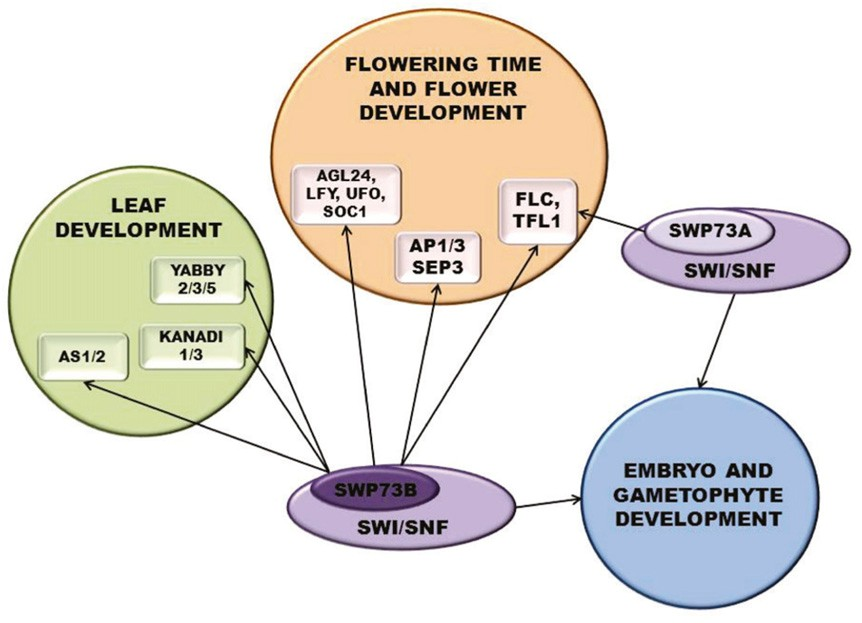 FLOWERING TIME
AND FLOWER
DEVELOPMENT
AGL24,
LFY, UFO,
SOC1
AP1/3
SEP3
FLC,
TFL1
LEAF
DEVELOPMENT
YABBY
2/3/5
KANADI
1/3
AS1/2
SWP73A
SWI/SNF
SWP73B
SWI/SNF
EMBRYO AND
GAMETOPHYTE
DEVELOPMENT